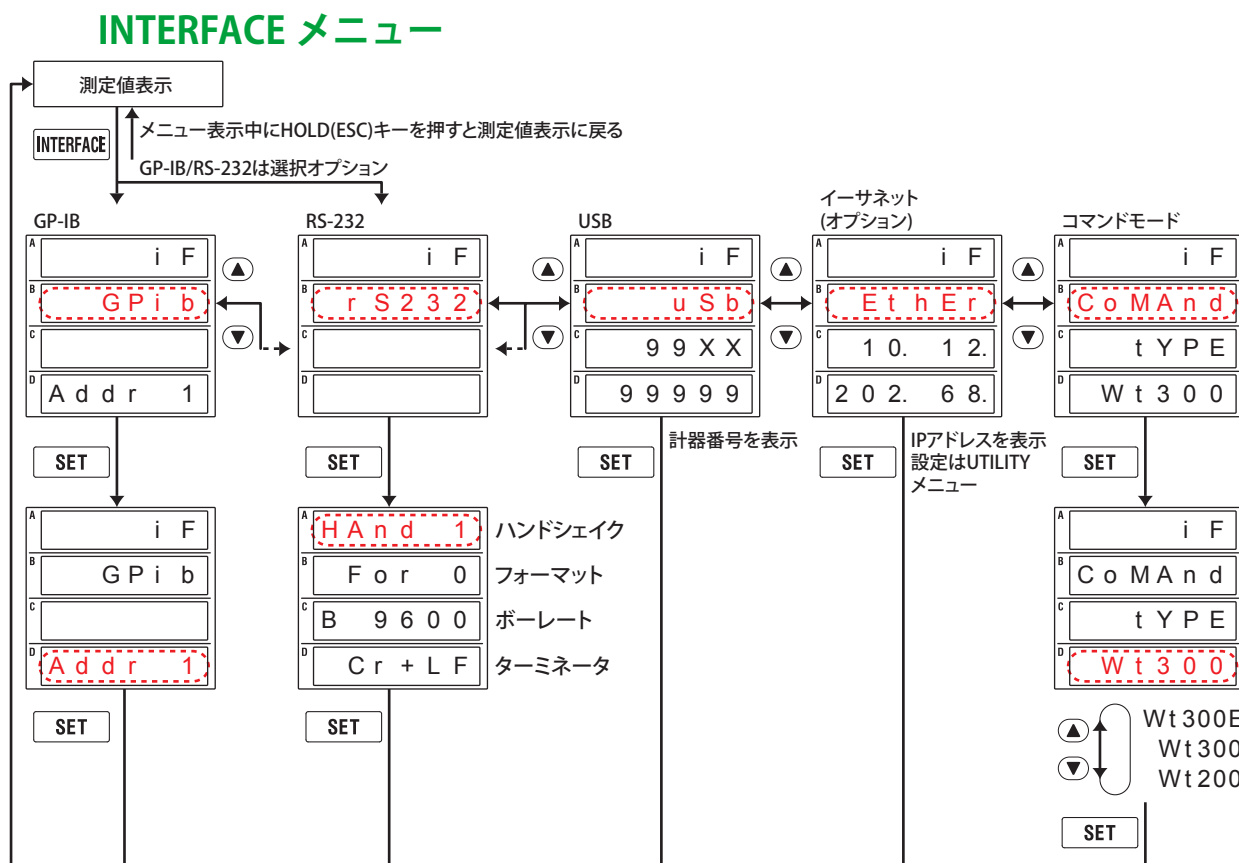 INTERFACE メニュー
測定値表示
メニュー表示中にHOLD(ESC)キーを押すと測定値表示に戻る
INTERFACE
GP-IB/RS-232は選択オプション
GP-IB
RS-232
USB
イーサネット
(オプション)
コマンドモード
A i F
B GPib
C
D Addr 1
A i F
B rS232
C
D
A i F
B uSb
C 99XX
D 99999
A i F
B EthEr
C 10. 12.
D 202. 68.
A i F
B CoMAnd
C tYPE
D Wt300
SET
SET
計器番号を表示
SET
IPアドレスを表示
設定はUTILITY
メニュー
SET
SET
A i F
B GPib
C
D Addr 1
SET
A HAnd 1 ハンドシェイク
B For 0 フォーマット
C B 9600 ボーレート
D Cr+LF ターミネータ
SET
A i F
B CoMAnd
C tYPE
D Wt300
Wt300E
Wt300
Wt200
SET